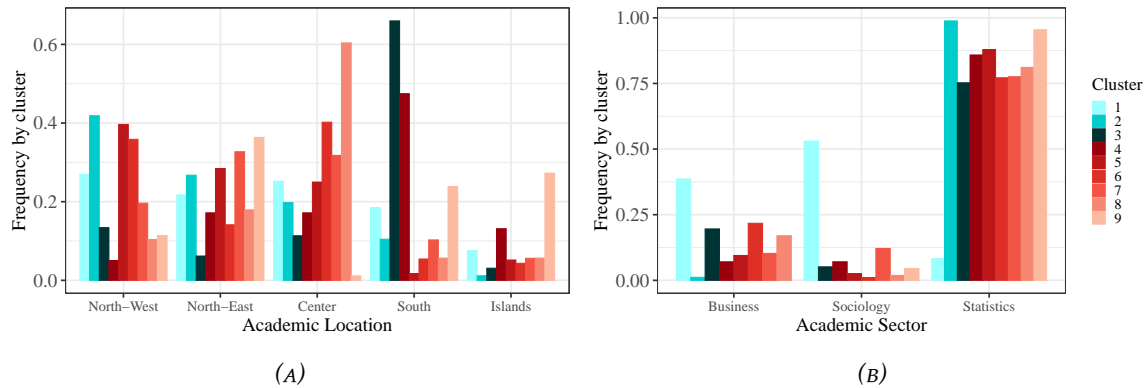 0.6
0.4
0.2
0.0
Frequency by cluster
North−West
North−East
Center
South
Islands
Academic Location
(A)
1.00
0.75
0.50
0.25
0.00
Frequency by cluster
Business
Sociology
Statistics
Academic Sector
(B)
Cluster
1
2
3
4
5
6
7
8
9